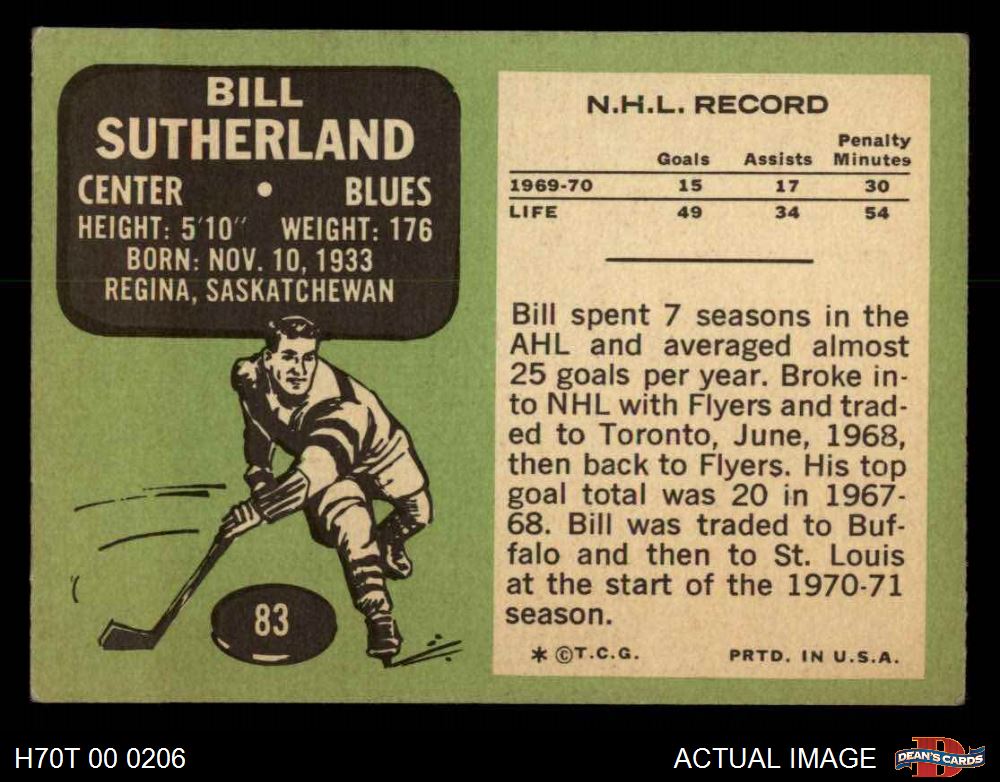 BILL
SUTHERLAND
CENTER • BLUES
HEIGHT: 5'10" WEIGHT: 176
BORN: NOV. 10, 1933
REGINA, SASKATCHEWAN
83
N.H.L. RECORD
Goals Assists Penalty Minutes
1969-70 15 17 30
LIFE 49 34 54
Bill spent 7 seasons in the
AHL and averaged almost
25 goals per year. Broke in-
to NHL with Flyers and trad-
ed to Toronto, June, 1968,
then back to Flyers. His top
goal total was 20 in 1967-
68. Bill was traded to Buf-
falo and then to St. Louis
at the start of the 1970-71
season.
* ©T.C.G. PRTD. IN U.S.A.
H70T 00 0206
ACTUAL IMAGE
D
DEAN'S CARDS